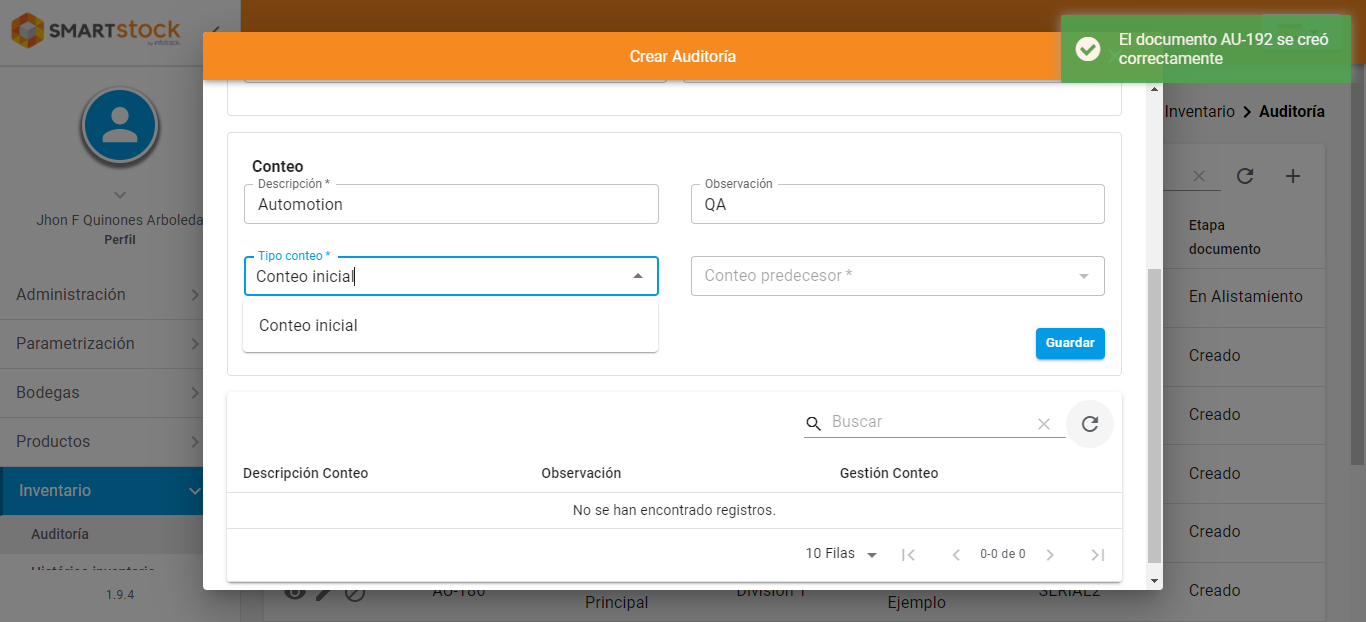 SMARTstock
by infotrack
Crear Auditoría
El documento AU-192 se creó
correctamente
Inventario > Auditoría
Jhon F Quinones Arboleda
Perfil
Administración
Parametrización
Bodegas
Productos
Inventario
Auditoría
Histórico inventario
1.9.4
Conteo
Descripción *
Automotion
Observación
QA
Tipo conteo *
Conteo inicial
Conteo predecesor *
Conteo inicial
Guardar
Buscar
Descripción Conteo
Observación
Gestión Conteo
No se han encontrado registros.
10 Filas
0-0 de 0
Etapa
documento
En Alistamiento
Creado
Creado
Creado
Creado
Creado
AU-180
Principal
División 1
Ejemplo
SERIAL2